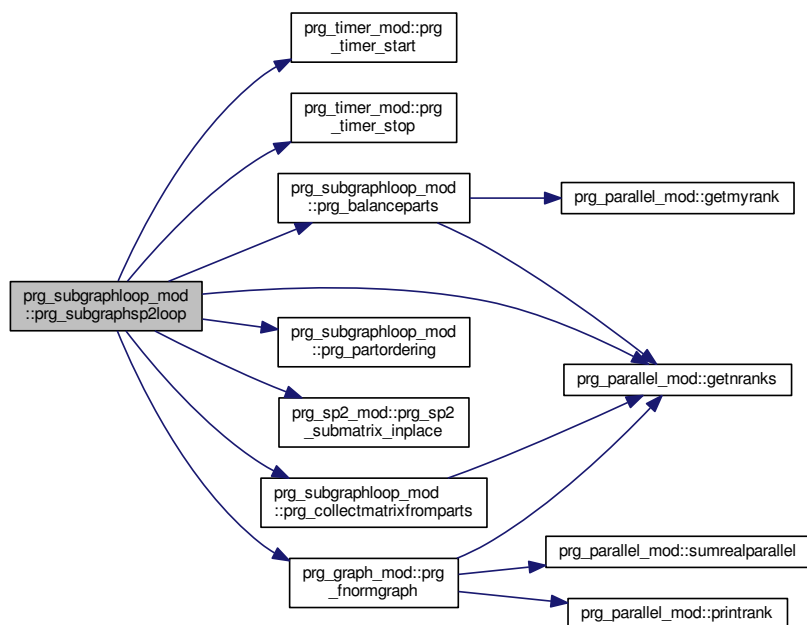 prg_timer_mod::prg
_timer_start
prg_timer_mod::prg
_timer_stop
prg_subgraphloop_mod
::prg_balanceparts
prg_parallel_mod::getmyrank
prg_subgraphloop_mod
::prg_subgraphsp2loop
prg_subgraphloop_mod
::prg_partordering
prg_parallel_mod::getnranks
prg_sp2_mod::prg_sp2
_submatrix_inplace
prg_subgraphloop_mod
::prg_collectmatrixfromparts
prg_parallel_mod::sumrealparallel
prg_graph_mod::prg
_fnormgraph
prg_parallel_mod::printrank